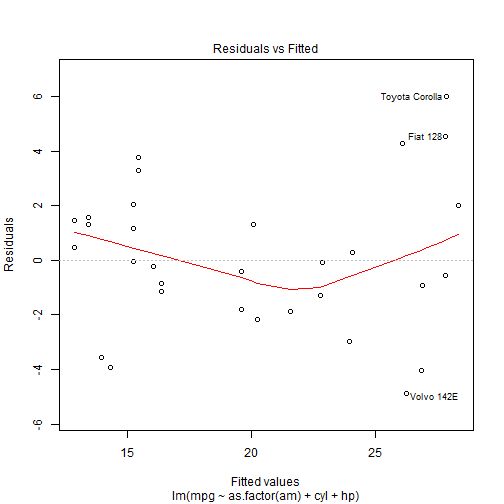 Residuals vs Fitted
Residuals
6
4
2
0
-2
-4
-6
Toyota Corolla
Fiat 128
Volvo 142E
15 20 25
Fitted values
lm(mpg ~ as.factor(am) + cyl + hp)